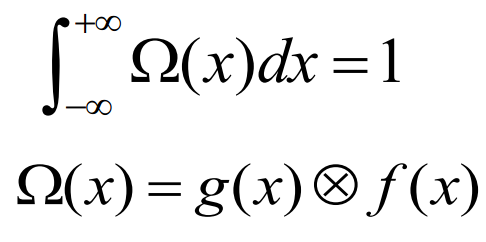 ∫_{-∞}^{+∞} Ω(x)dx = 1
Ω(x) = g(x) ⊗ f(x)